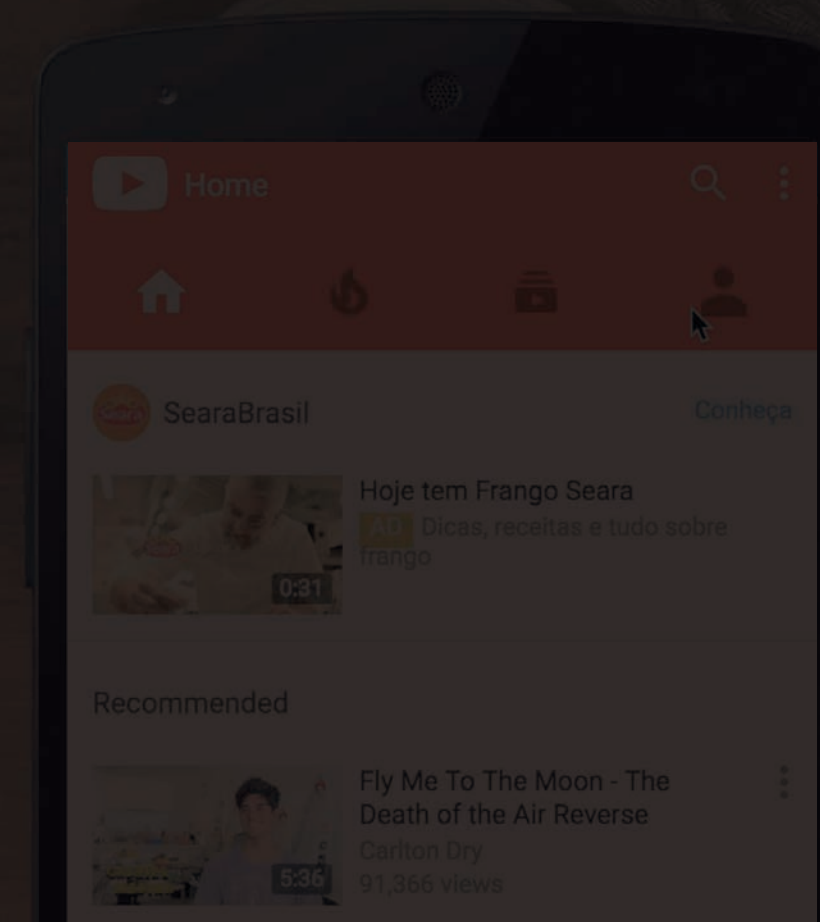 Home
SearaBrasil
Conheça
Seara
Hoje tem Frango Seara
AD Dicas, receitas e tudo sobre
frango
0:31
Recommended
Fly Me To The Moon - The
Death of the Air Reverse
Carlton Dry
91,366 views
5:36